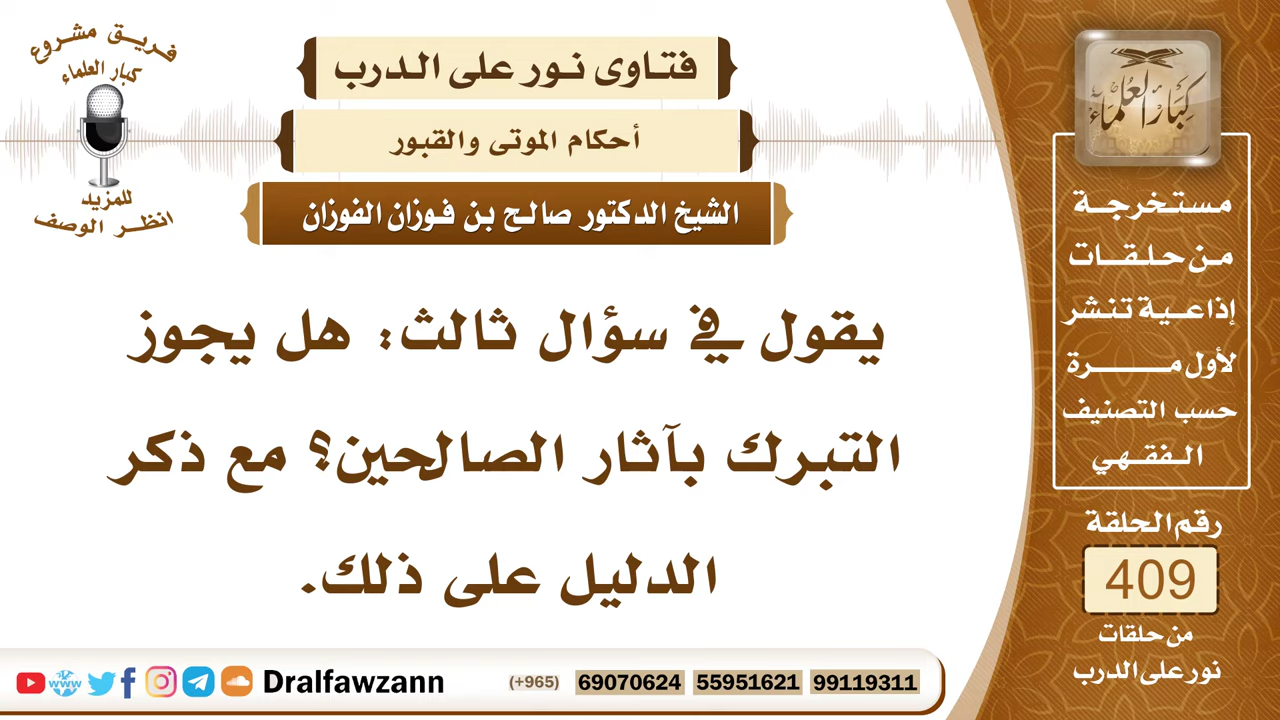 فريق مشروع
كبار العلماء
للمزيد
انظر الوصف
فتاوى نور على الدرب
أحكام الموتى والقبور
الشيخ الدكتور صالح بن فوزان الفوزان
يقول في سؤال ثالث: هل يجوز
التبرك بآثار الصالحين؟ مع ذكر
الدليل على ذلك.
كبار العلماء
مستخرجة
من حلقات
إذاعية تنشر
لأول مرة
حسب التصنيف
الفقهي
رقم الحلقة
409
من حلقات
نور على الدرب
www Dralfawzann (+965) 69070624 55951621 99119311